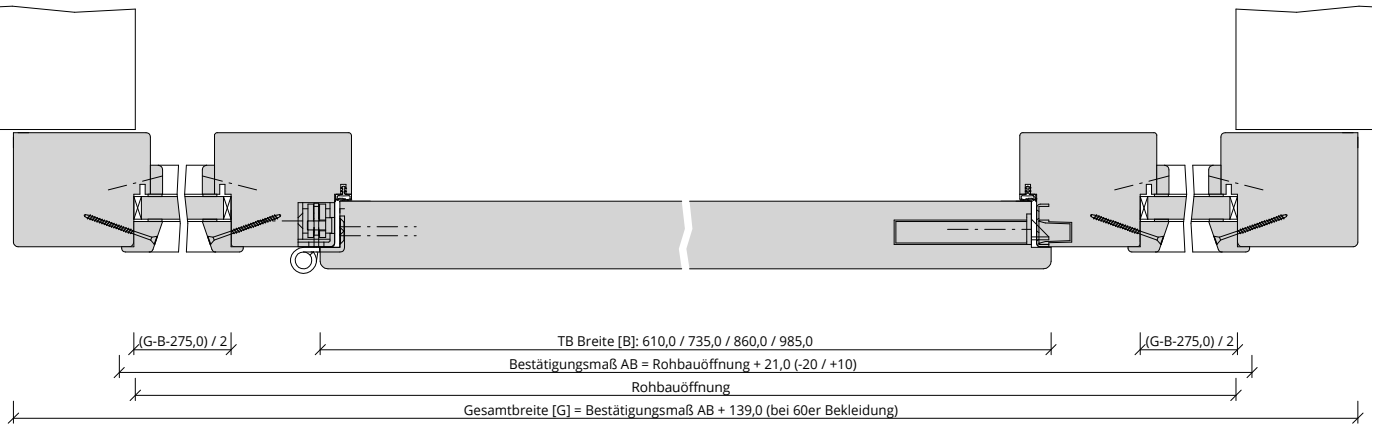 (G-B-275,0) / 2
TB Breite [B]: 610,0 / 735,0 / 860,0 / 985,0
(G-B-275,0) / 2
Bestätigungsmaß AB = Rohbauöffnung + 21,0 (-20 / +10)
Rohbauöffnung
Gesamtbreite [G] = Bestätigungsmaß AB + 139,0 (bei 60er Bekleidung)